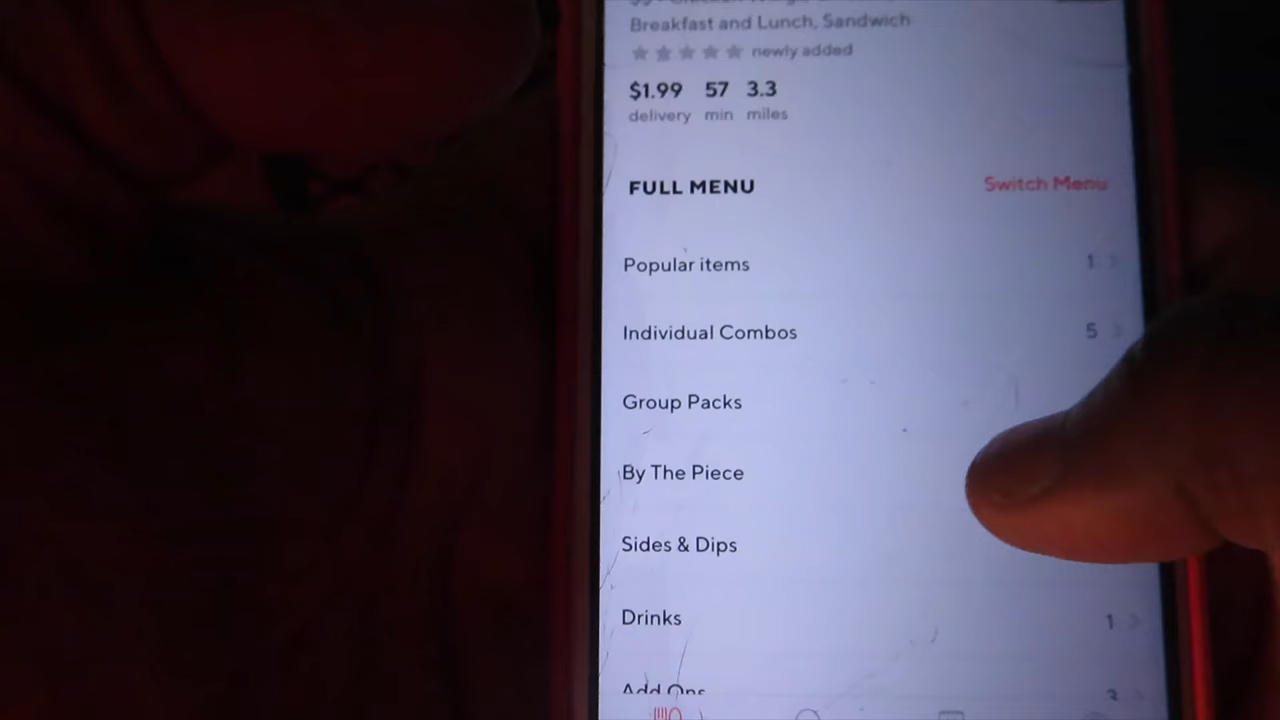 Breakfast and Lunch, Sandwich
newly added
$1.99 57 3.3
delivery min miles
FULL MENU Switch Menu
Popular items 1
Individual Combos 5
Group Packs
By The Piece
Sides & Dips
Drinks 1
Add Ons